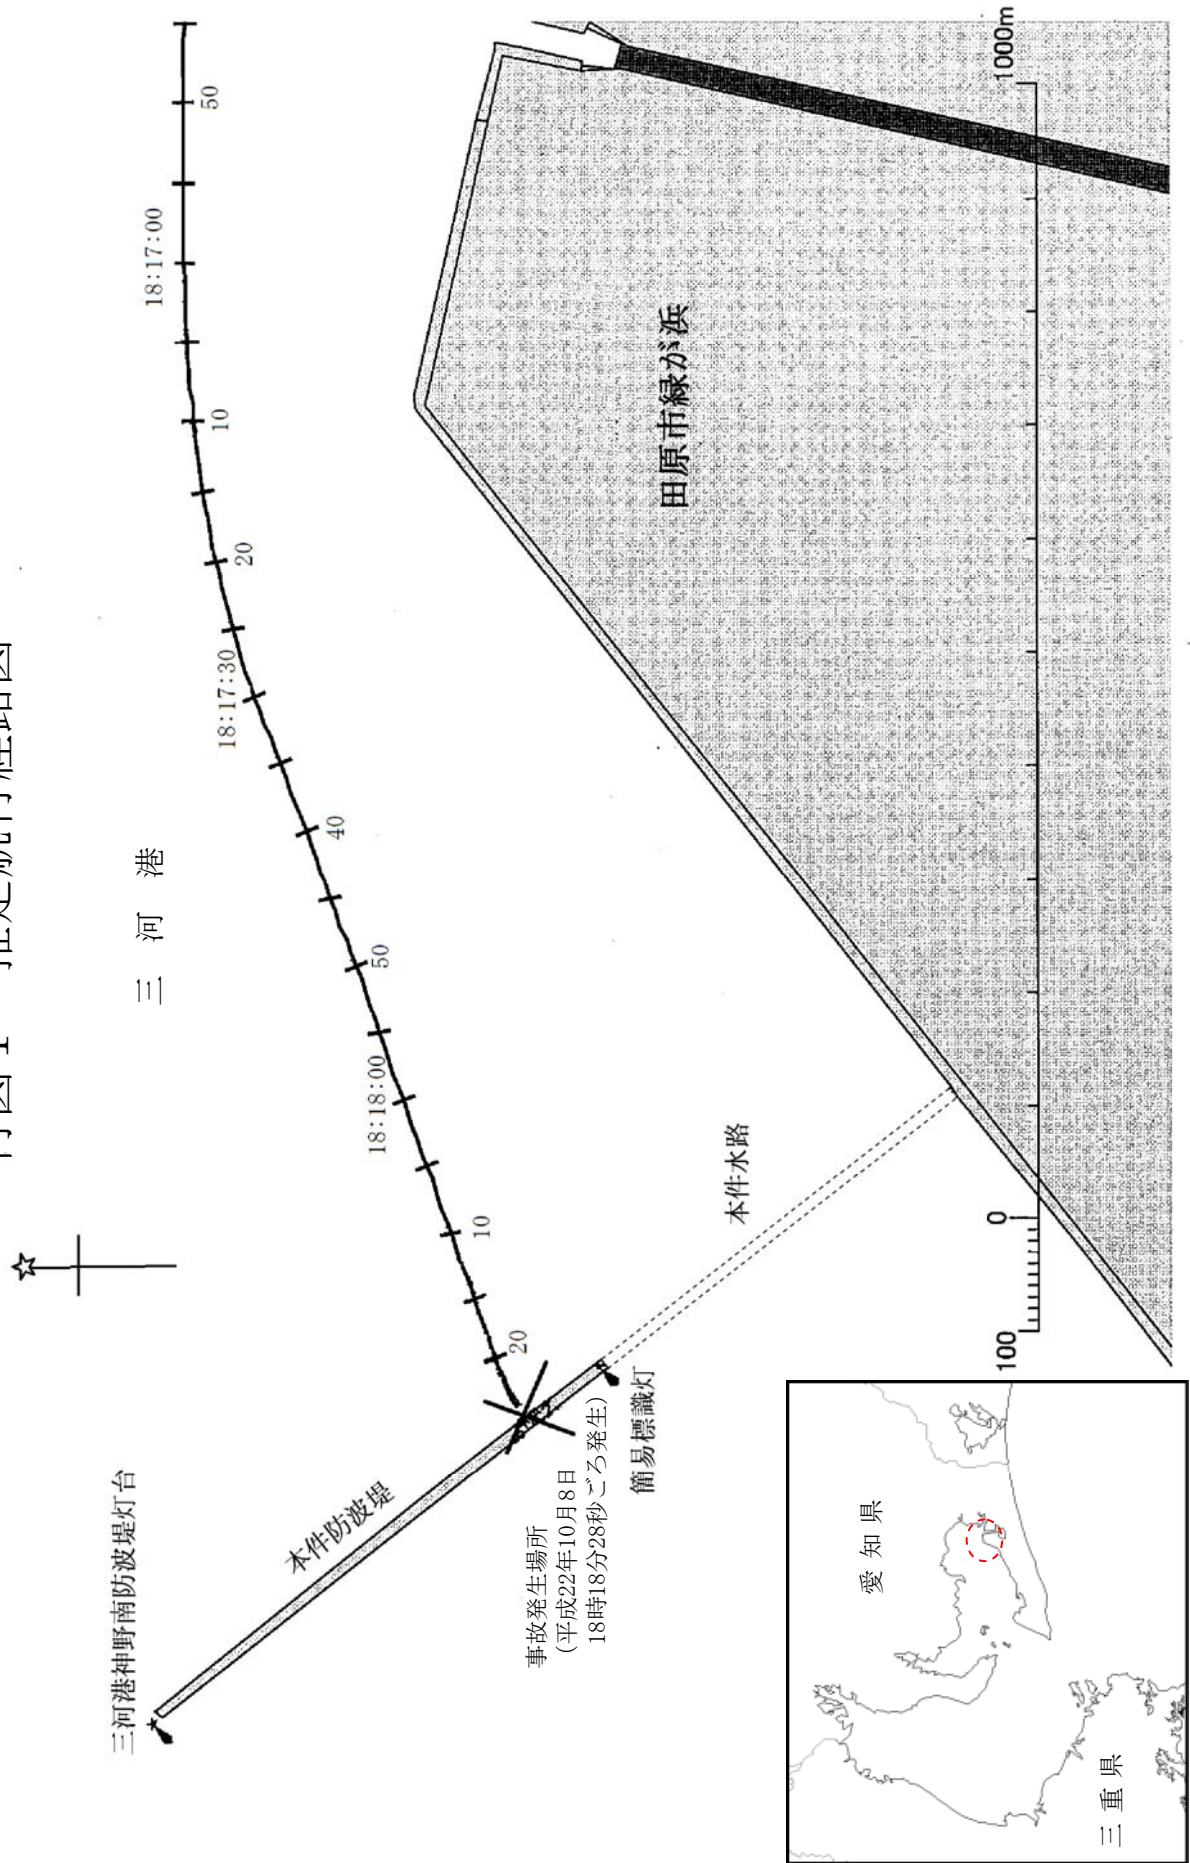 付図1 推定航行経路図
三河港
50
18:17:00
10
20
18:17:30
40
50
18:18:00
10
20
三河港神野南防波堤灯台
本件防波堤
事故発生場所
(平成22年10月8日
18時18分28秒ごろ発生)
簡易標識灯
本件水路
田原市緑が浜
100
0
1000m
愛知県
三重県